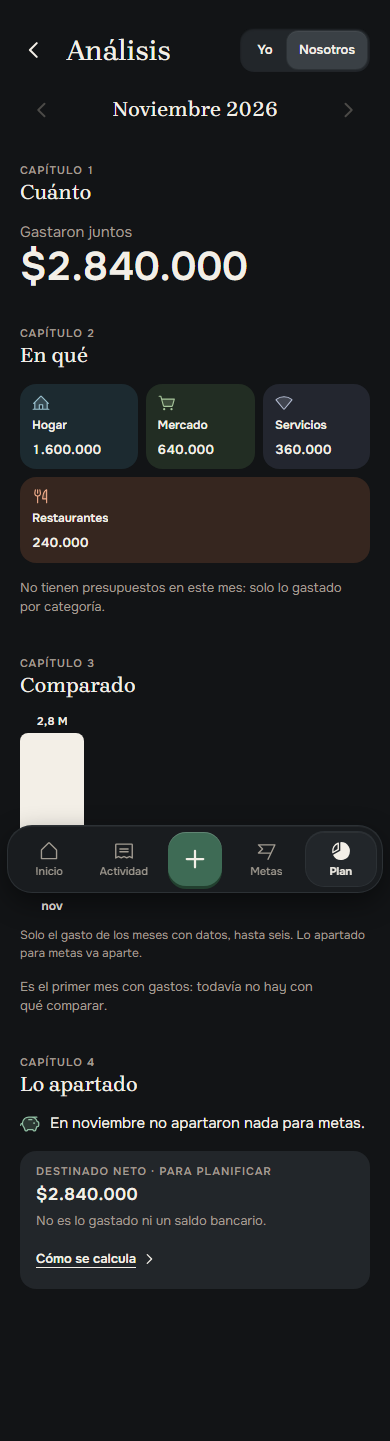 Análisis
Yo
Nosotros
Noviembre 2026
CAPÍTULO 1
Cuánto
Gastaron juntos
$2.840.000
CAPÍTULO 2
En qué
Hogar
1.600.000
Mercado
640.000
Servicios
360.000
Restaurantes
240.000
No tienen presupuestos en este mes: solo lo gastado
por categoría.
CAPÍTULO 3
Comparado
2,8 M
Inicio
Actividad
Metas
Plan
nov
Solo el gasto de los meses con datos, hasta seis. Lo apartado
para metas va aparte.
Es el primer mes con gastos: todavía no hay con
qué comparar.
CAPÍTULO 4
Lo apartado
En noviembre no apartaron nada para metas.
DESTINADO NETO · PARA PLANIFICAR
$2.840.000
No es lo gastado ni un saldo bancario.
Cómo se calcula